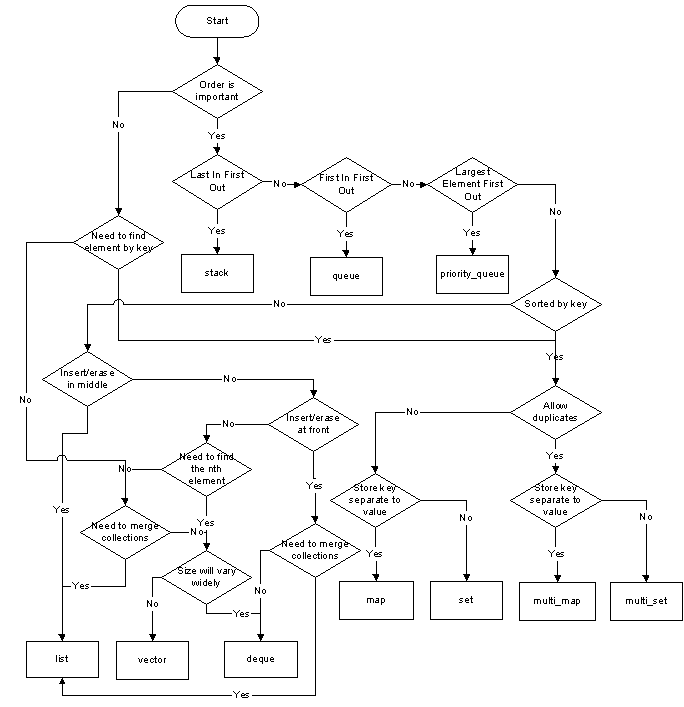 Start
Order is
important
No
Yes
Last In First
Out
No
First In First
Out
No
Largest
Element First
Out
No
Yes
Yes
Yes
stack
queue
priority_queue
Need to find
element by key
No
Sorted by key
Yes
Yes
Insert/erase
in middle
No
No
Insert/erase
at front
No
Allow
duplicates
No
Need to find
the nth
element
No
Yes
Yes
Store key
separate to
value
No
Store key
separate to
value
No
Yes
Yes
Need to merge
collections
No
Yes
Need to merge
collections
Yes
Yes
Size will vary
widely
No
Yes
No
map
set
multi_map
multi_set
list
vector
deque
Yes